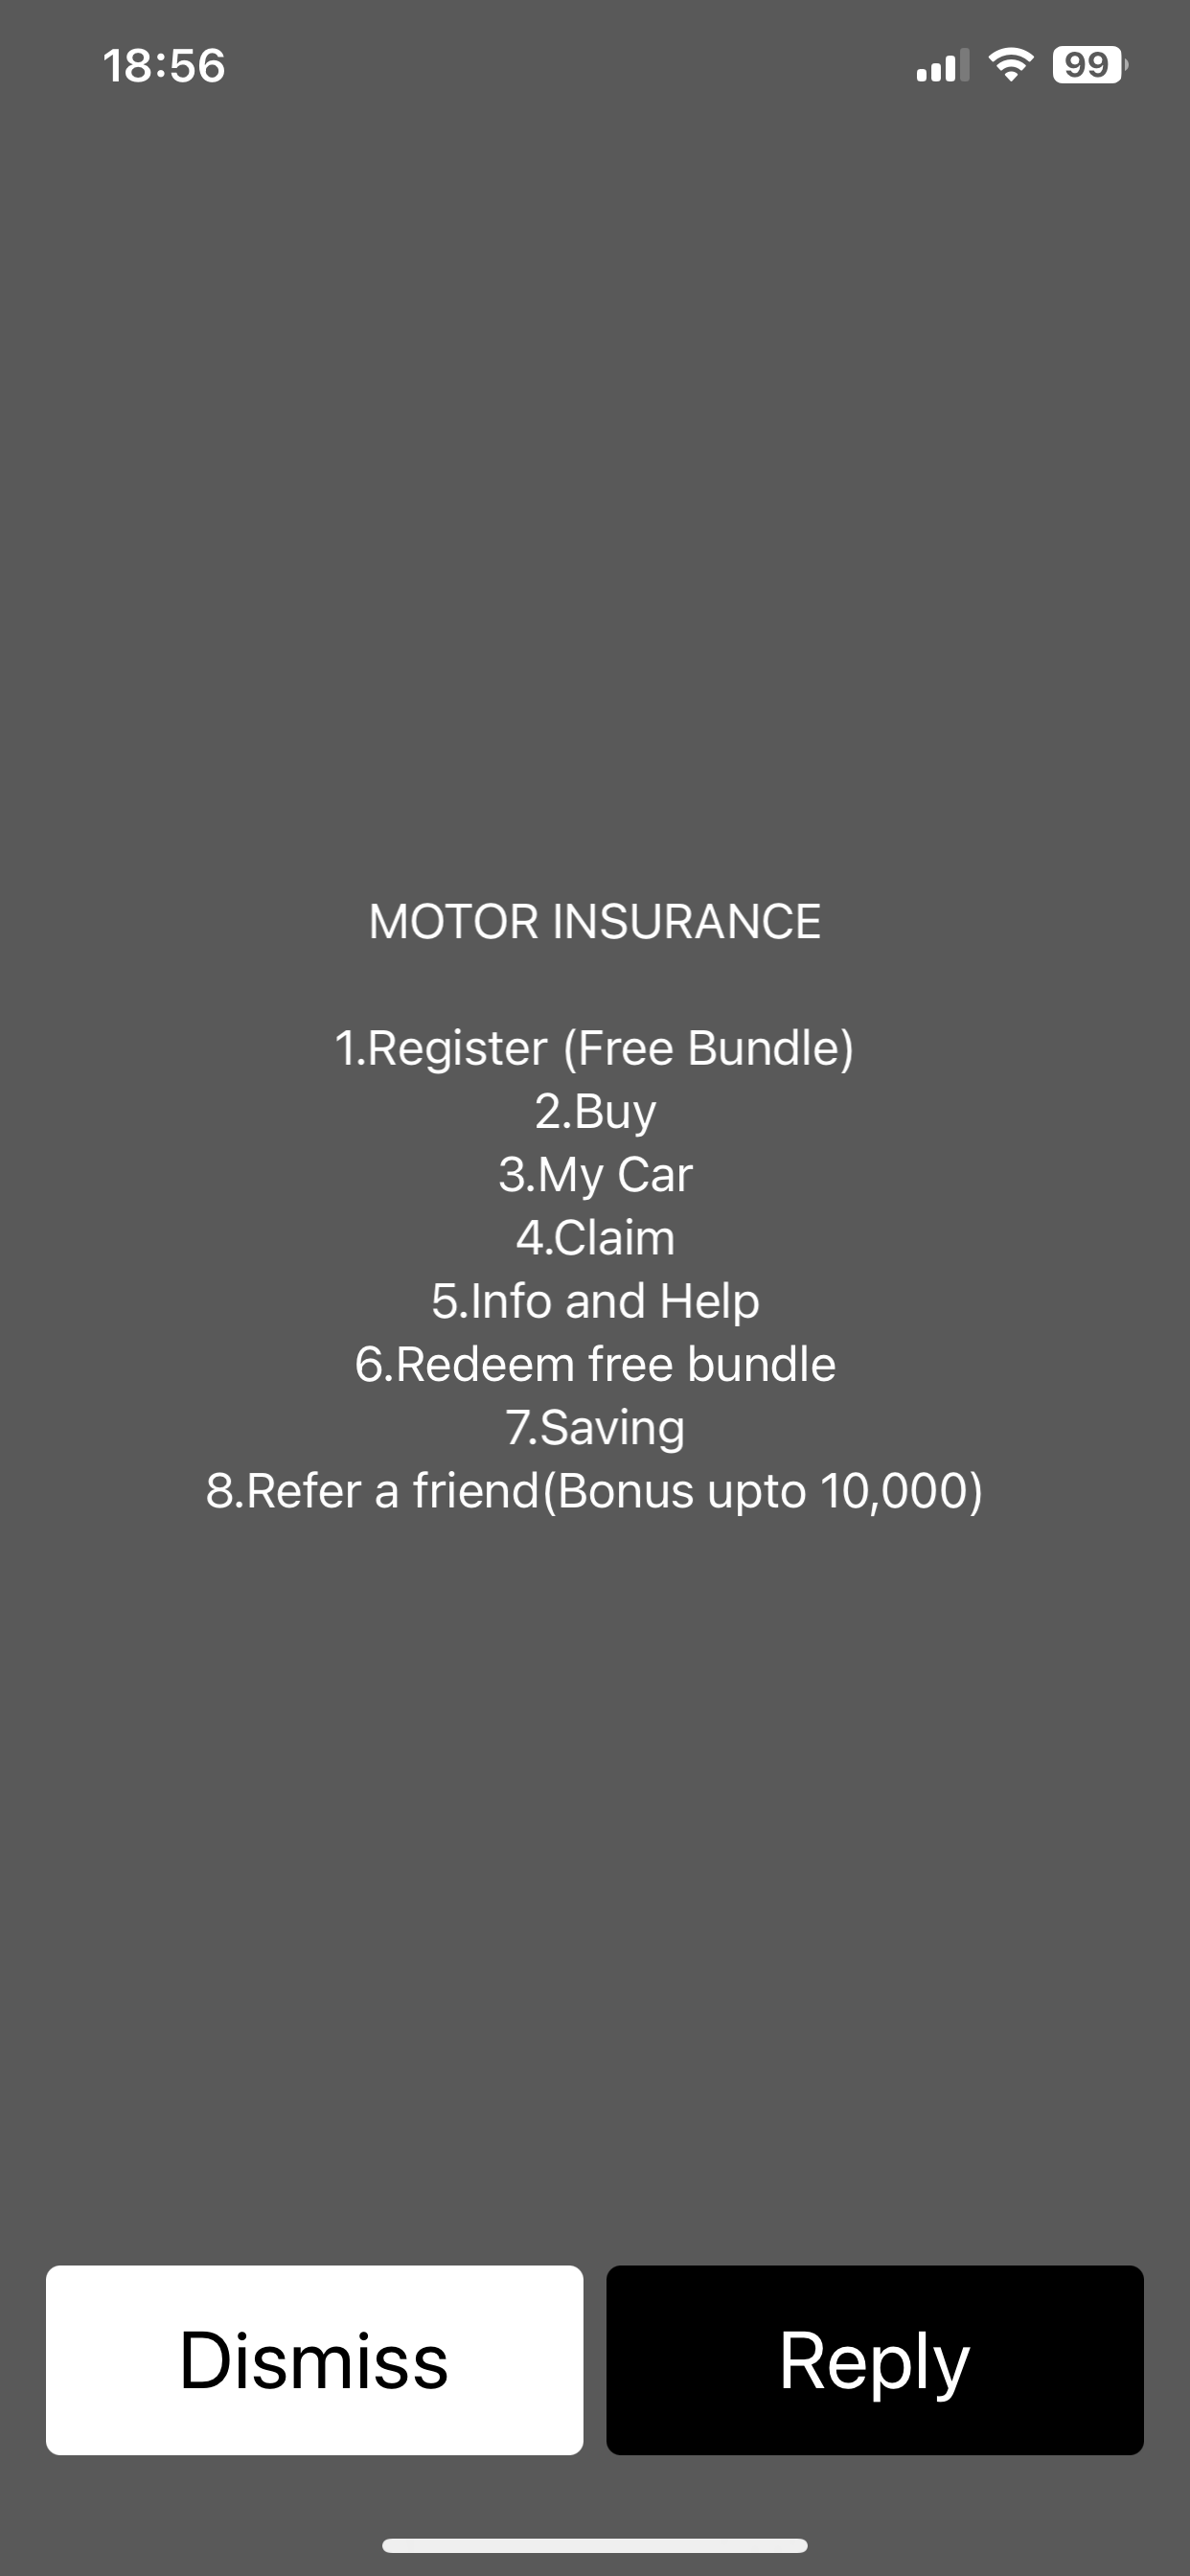 18:56
99
MOTOR INSURANCE
1.Register (Free Bundle)
2.Buy
3.My Car
4.Claim
5.Info and Help
6.Redeem free bundle
7.Saving
8.Refer a friend(Bonus upto 10,000)
Dismiss
Reply